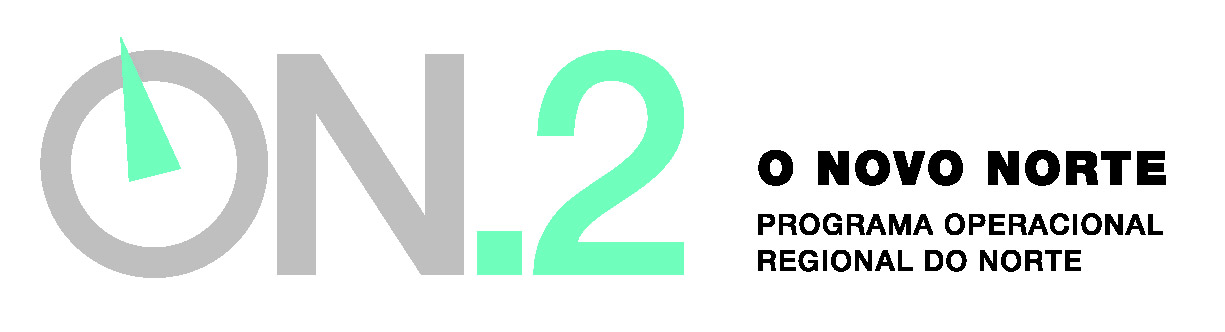 ON.2
O NOVO NORTE
PROGRAMA OPERACIONAL
REGIONAL DO NORTE